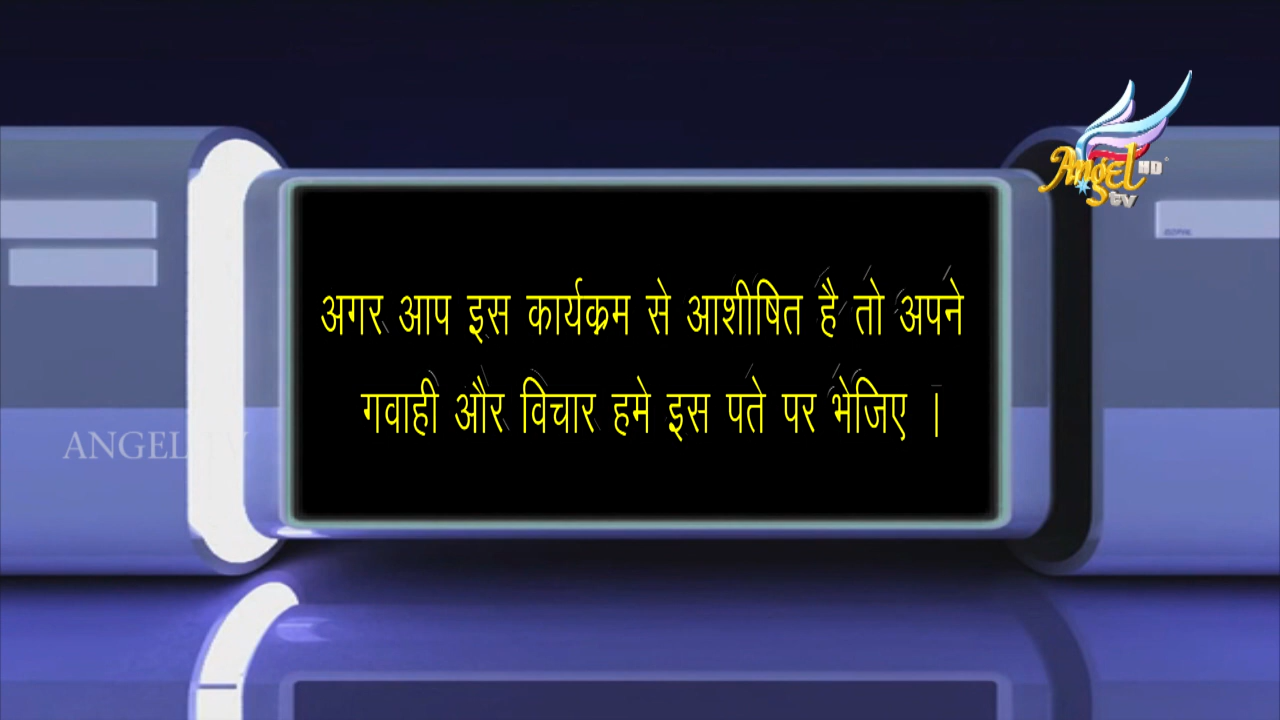 Angel HD
tv
अगर आप इस कार्यक्रम से आशीषित है तो अपने
गवाही और विचार हमे इस पते पर भेजिए ।
ANGEL TV